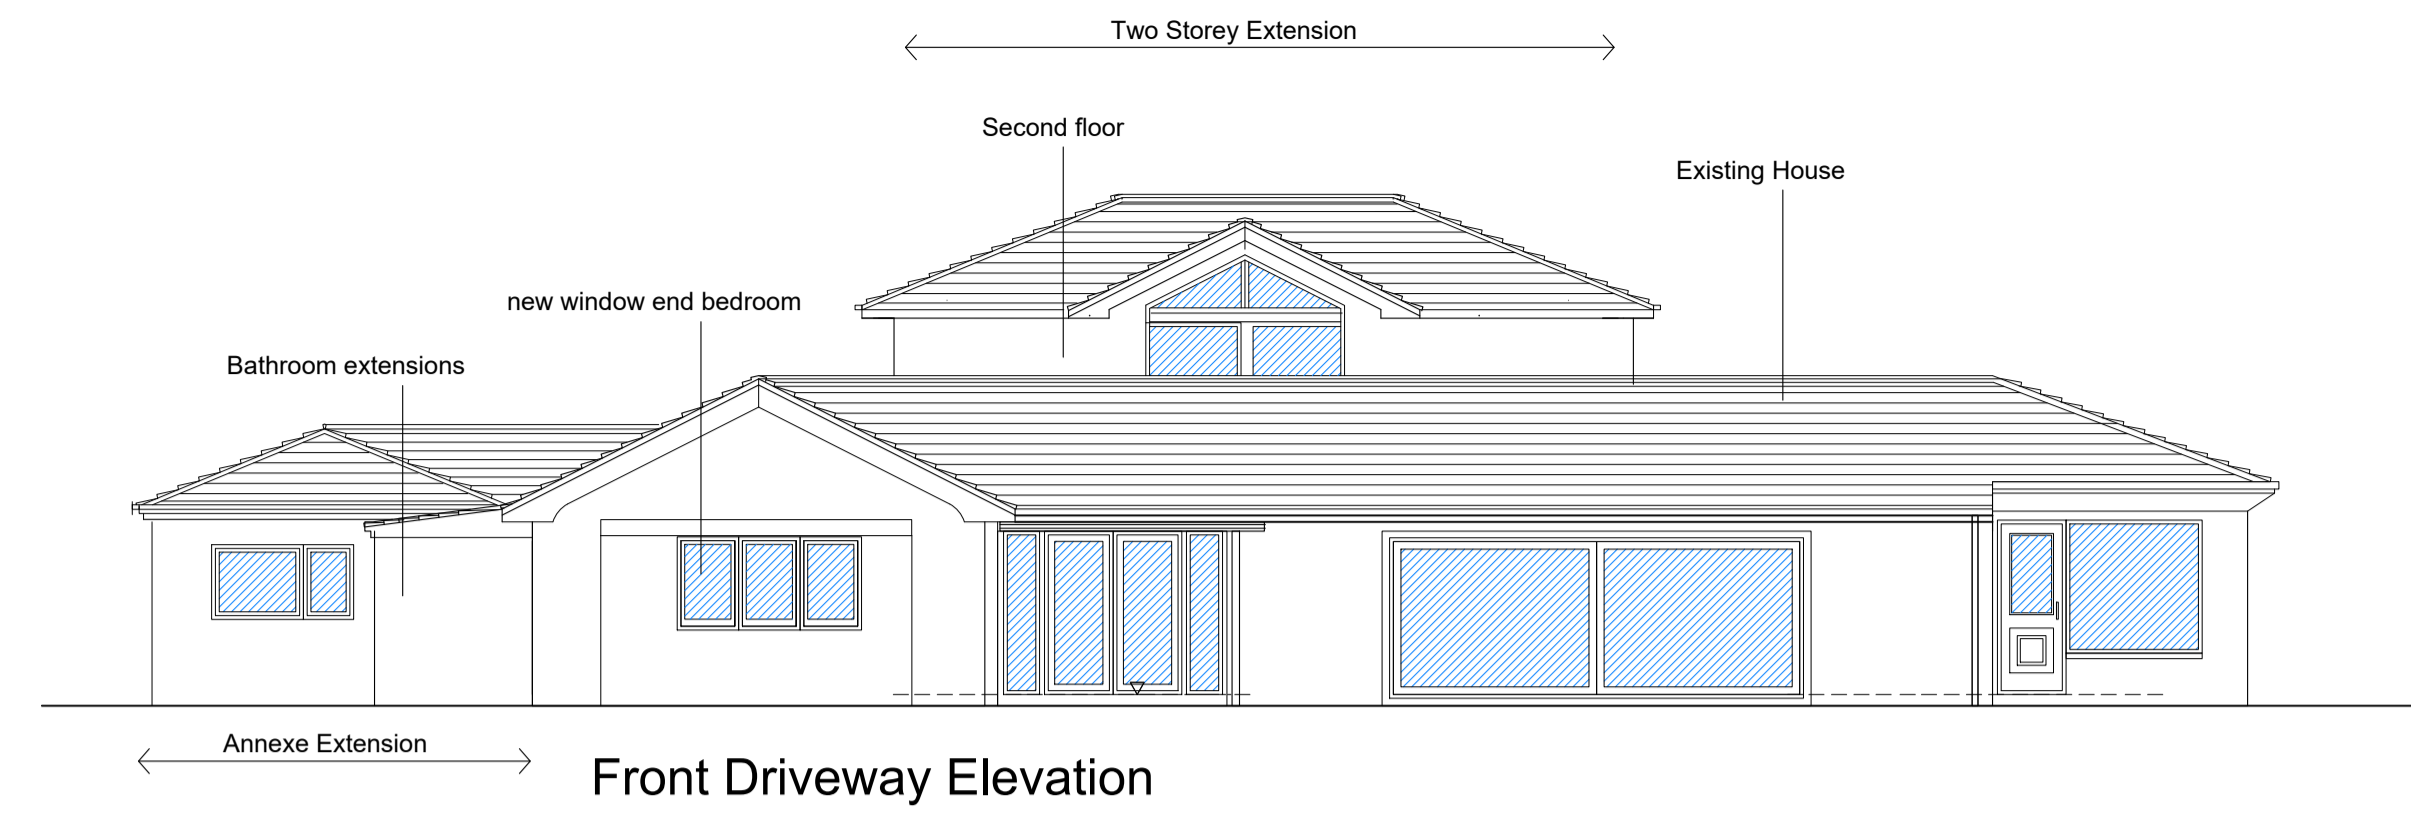 Two Storey Extension
Second floor
Existing House
new window end bedroom
Bathroom extensions
Annexe Extension
Front Driveway Elevation